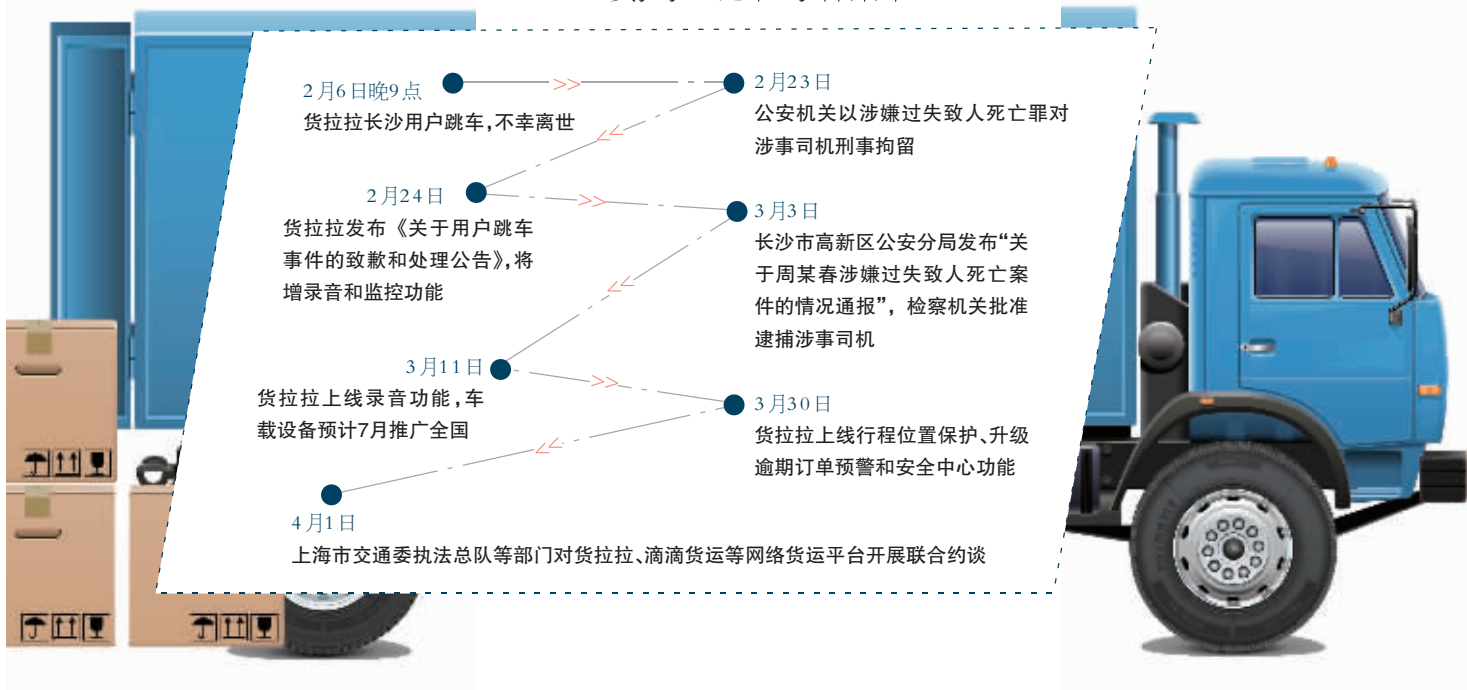 2月6日晚9点
货拉拉长沙用户跳车,不幸离世
2月23日
公安机关以涉嫌过失致人死亡罪对
涉事司机刑事拘留
2月24日
货拉拉发布《关于用户跳车
事件的致歉和处理公告》,将
增录音和监控功能
3月3日
长沙市高新区公安分局发布“关
于周某春涉嫌过失致人死亡案
件的情况通报”，检察机关批准
逮捕涉事司机
3月11日
货拉拉上线录音功能,车
载设备预计7月推广全国
3月30日
货拉拉上线行程位置保护、升级
逾期订单预警和安全中心功能
4月1日
上海市交通委执法总队等部门对货拉拉、滴滴货运等网络货运平台开展联合约谈